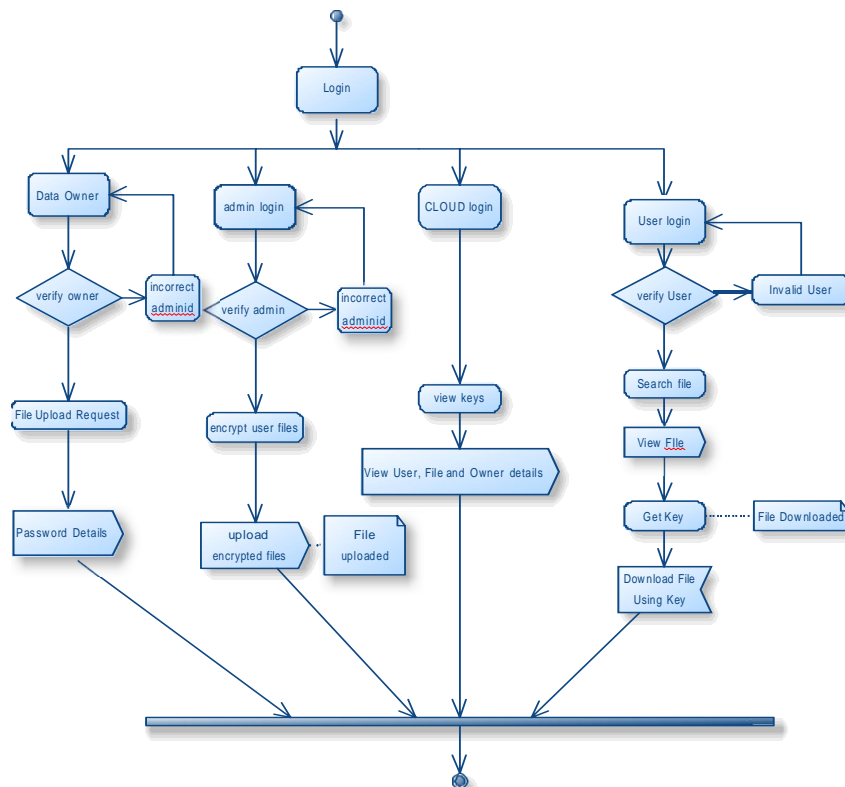 Login
Data Owner
admin login
CLOUD login
User login
verify owner
incorrect
adminid
verify admin
incorrect
adminid
verify User
Invalid User
File Upload Request
encrypt user files
view keys
Search file
View FIle
View User, File and Owner details
Password Details
upload
encrypted files
File
uploaded
Get Key
File Downloaded
Download File
Using Key